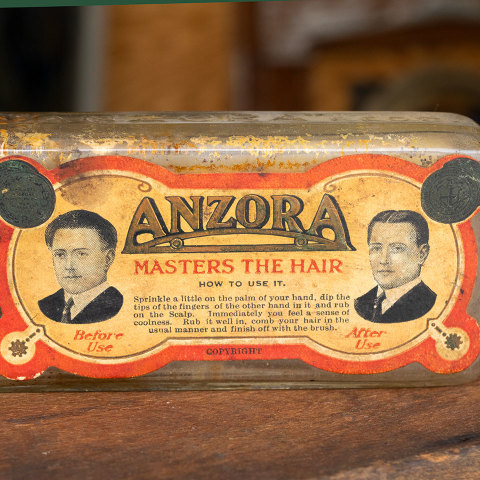 ANZORA
MASTERS THE HAIR
HOW TO USE IT.
Sprinkle a little on the palm of your hand, dip the
tips of the fingers of the other hand in it and rub
on the Scalp. Immediately you feel a sense of
coolness. Rub it well in, comb your hair in the
usual manner and finish off with the brush.
Before
Use
After
Use
COPYRIGHT